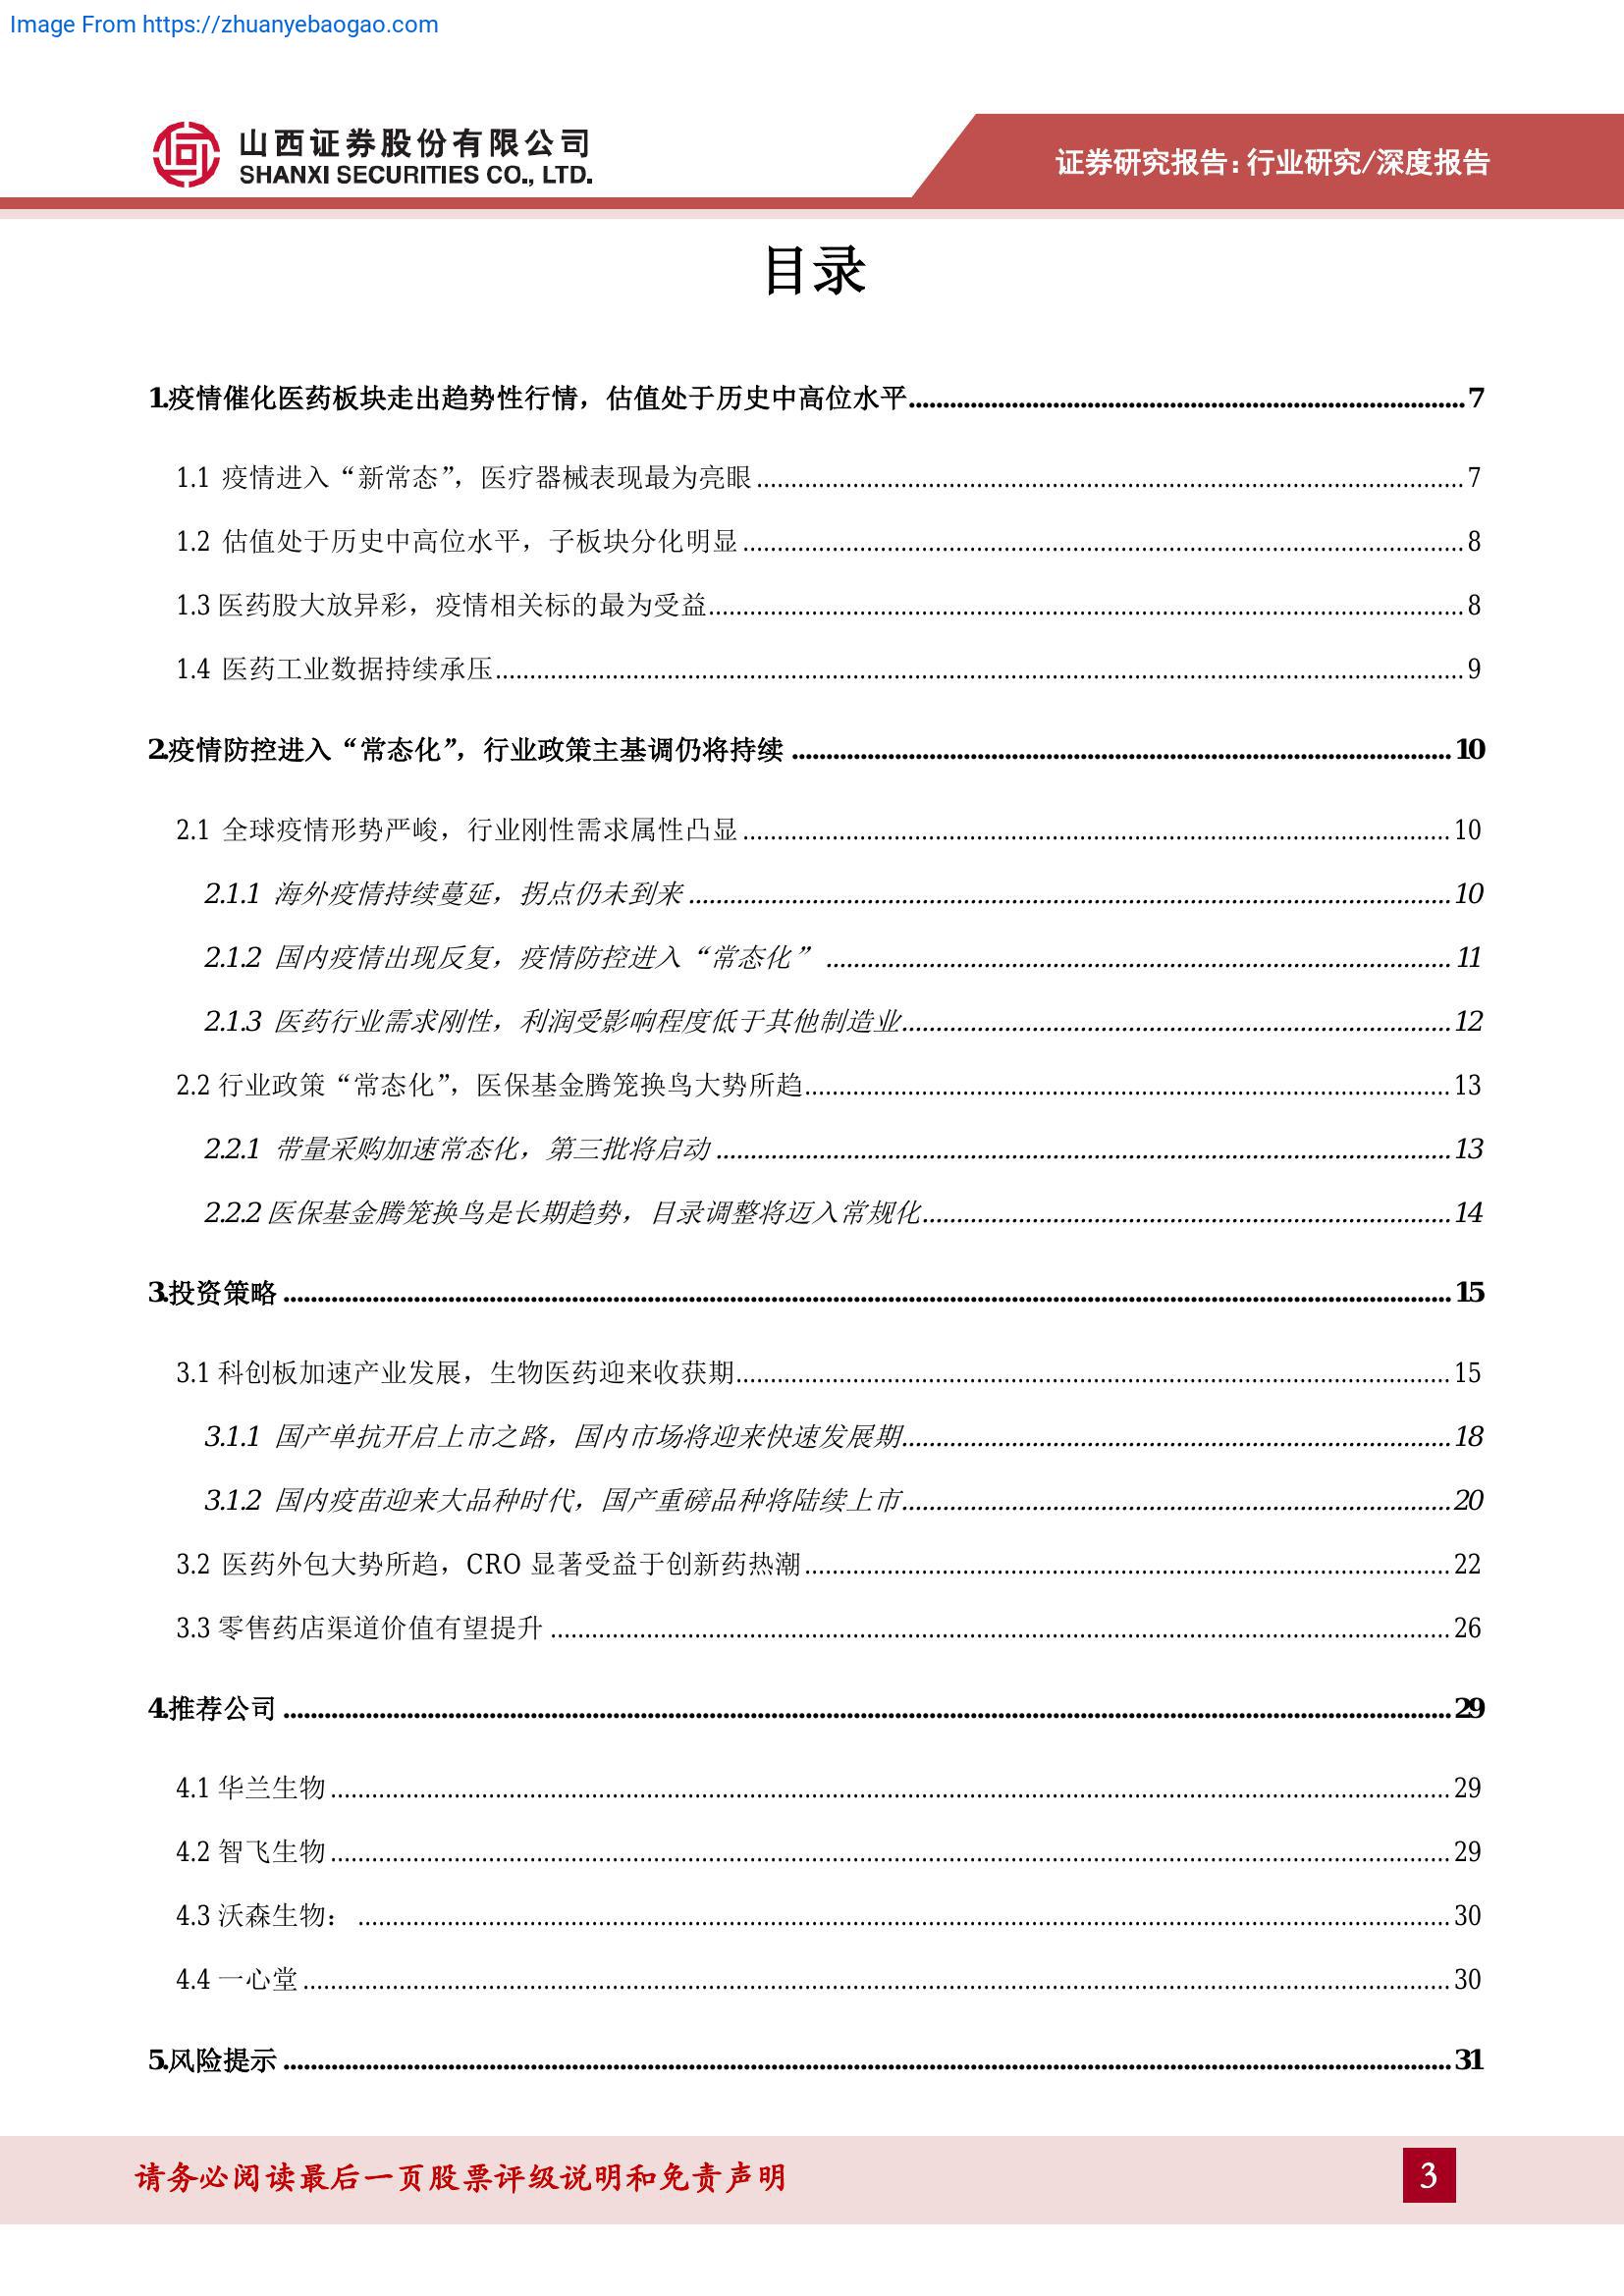 Image From https://zhuanyebaogao.com
山西证券股份有限公司
SHANXI SECURITIES CO., LTD.
证券研究报告：行业研究/深度报告
目录
1.疫情催化医药板块走出趋势性行情，估值处于历史中高位水平 7
1.1 疫情进入“新常态”，医疗器械表现最为亮眼 7
1.2 估值处于历史中高位水平，子板块分化明显 8
1.3 医药股大放异彩，疫情相关标的最为受益 8
1.4 医药工业数据持续承压 9
2.疫情防控进入“常态化”，行业政策主基调仍将持续 10
2.1 全球疫情形势严峻，行业刚性需求属性凸显 10
2.1.1 海外疫情持续蔓延，拐点仍未到来 10
2.1.2 国内疫情出现反复，疫情防控进入“常态化” 11
2.1.3 医药行业需求刚性，利润受影响程度低于其他制造业 12
2.2 行业政策“常态化”，医保基金腾笼换鸟大势所趋 13
2.2.1 带量采购加速常态化，第三批将启动 13
2.2.2 医保基金腾笼换鸟是长期趋势，目录调整将迈入常规化 14
3.投资策略 15
3.1 科创板加速产业发展，生物医药迎来收获期 15
3.1.1 国产单抗开启上市之路，国内市场将迎来快速发展期 18
3.1.2 国内疫苗迎来大品种时代，国产重磅品种将陆续上市 20
3.2 医药外包大势所趋，CRO 显著受益于创新药热潮 22
3.3 零售药店渠道价值有望提升 26
4.推荐公司 29
4.1 华兰生物 29
4.2 智飞生物 29
4.3 沃森生物： 30
4.4 一心堂 30
5.风险提示 31
请务必阅读最后一页股票评级说明和免责声明
3